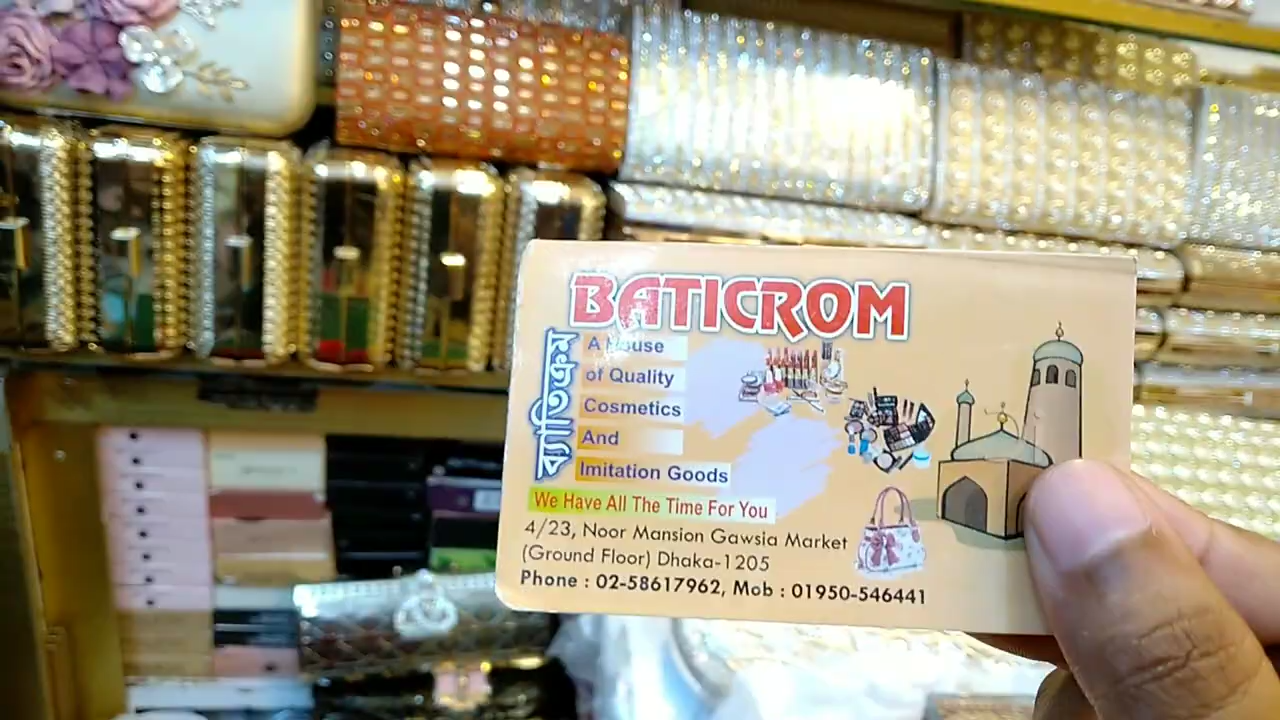 BATICROM
ব্যাতিক্রম
A House
of Quality
Cosmetics
And
Imitation Goods
We Have All The Time For You
4/23, Noor Mansion Gawsia Market
(Ground Floor) Dhaka-1205
Phone : 02-58617962, Mob : 01950-546441